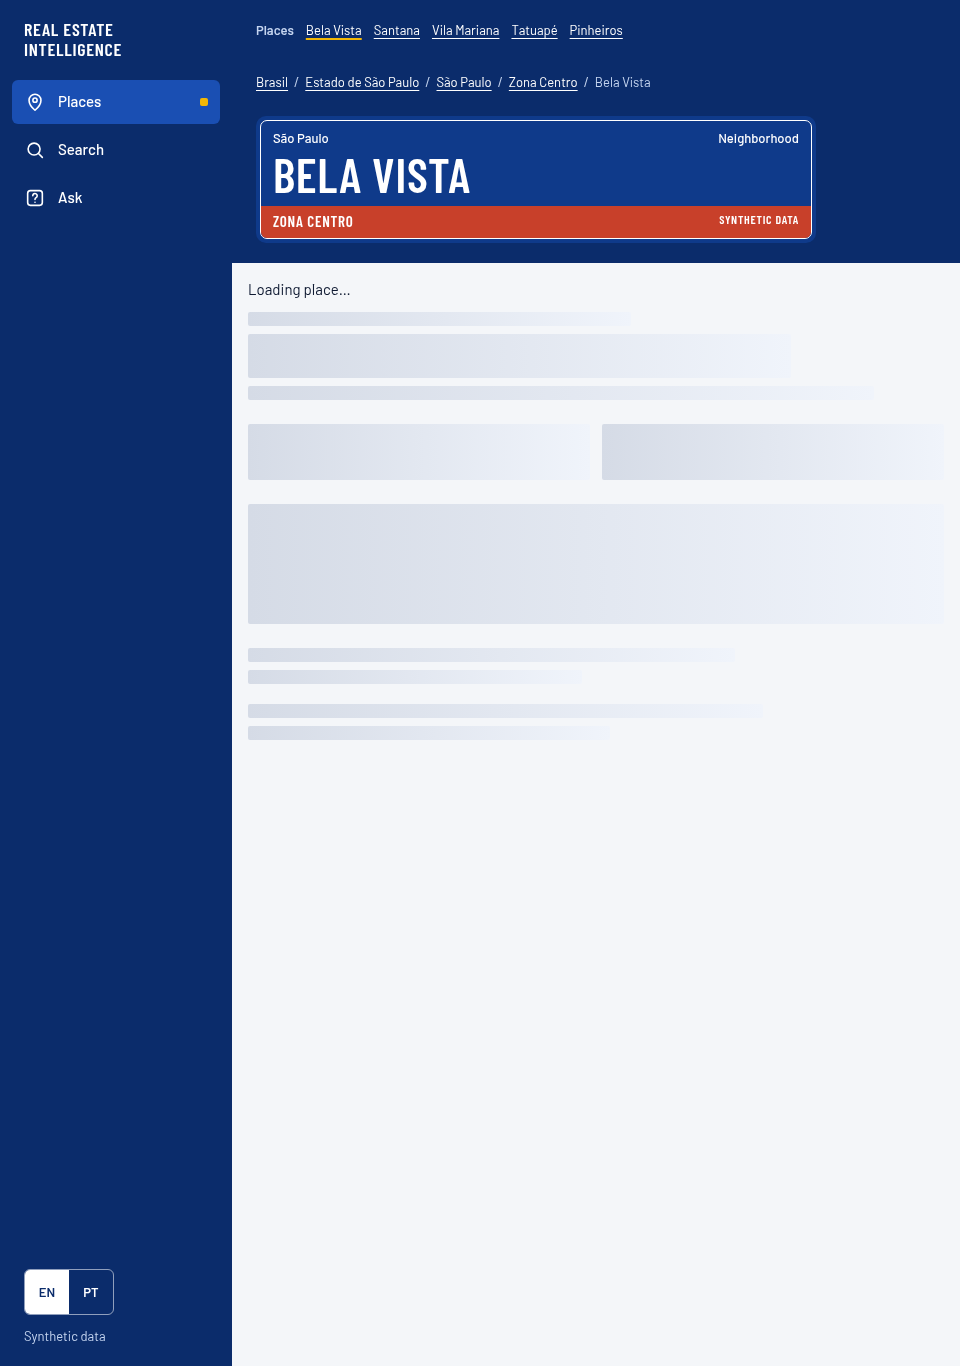 REAL ESTATE
INTELLIGENCE
Places
Search
Ask
EN PT
Synthetic data
Places Bela Vista Santana Vila Mariana Tatuapé Pinheiros
Brasil / Estado de São Paulo / São Paulo / Zona Centro / Bela Vista
São Paulo Neighborhood
BELA VISTA
ZONA CENTRO SYNTHETIC DATA
Loading place...